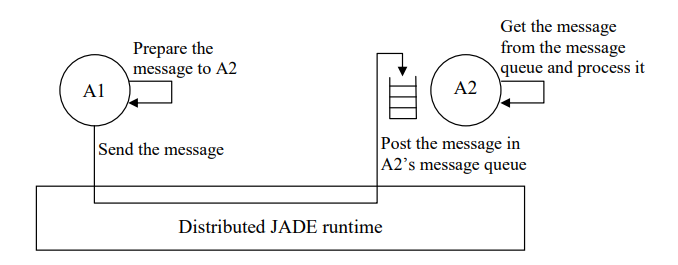 Prepare the
message to A2
A1
Send the message
Get the message
from the message
queue and process it
A2
Post the message in
A2's message queue
Distributed JADE runtime